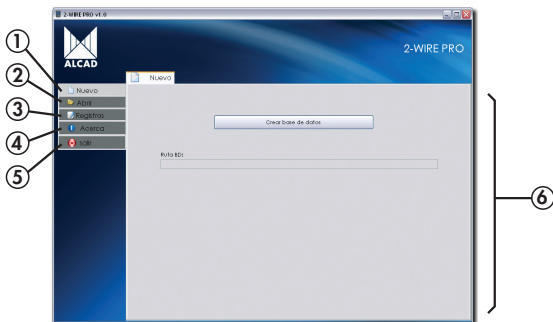 2-WIRE PRO v1.0
ALCAD
2-WIRE PRO
Nuevo
1
Nuevo
2
Abrir
3
Registros
4
Acerca
5
salir
Crear base de datos
Ruta BD:
6